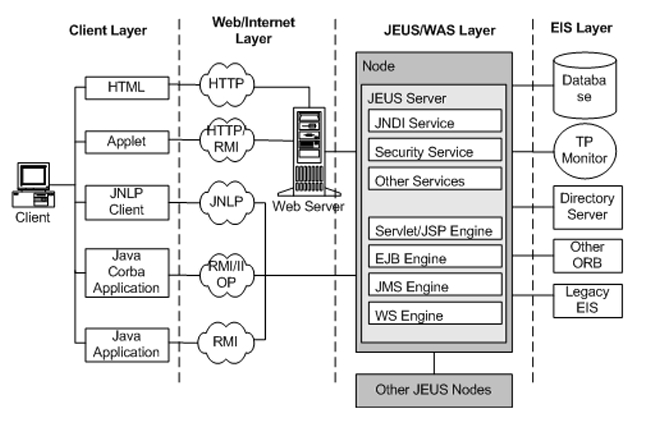 Client Layer
Web/Internet
Layer
JEUS/WAS Layer
EIS Layer
HTML
Applet
JNLP
Client
Java
Corba
Application
Java
Application
Client
HTTP
HTTP/
RMI
JNLP
RMI/II
OP
RMI
Web Server
Node
JEUS Server
JNDI Service
Security Service
Other Services
Servlet/JSP Engine
EJB Engine
JMS Engine
WS Engine
Other JEUS Nodes
Databa
se
TP
Monitor
Directory
Server
Other
ORB
Legacy
EIS